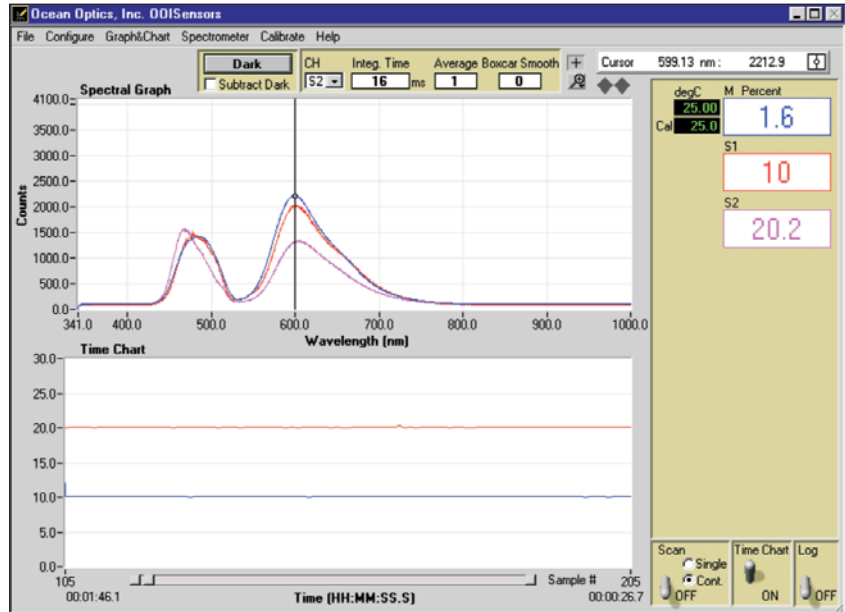 Ocean Optics, Inc. OOISensors
File Configure Graph&Chart Spectrometer Calibrate Help
Dark
Subtract Dark
CH Integ. Time Average Boxcar Smooth
S2 16 ms 1 0
Cursor 599.13 nm: 2212.9
Spectral Graph
Counts
4100.0
3500.0
3000.0
2500.0
2000.0
1500.0
1000.0
500.0
0.0
341.0 400.0 500.0 600.0 700.0 800.0 900.0 1000.0
Wavelength (nm)
degC M Percent
25.00
Cal 25.0
1.6
S1
10
S2
20.2
Time Chart
30.0
25.0
20.0
15.0
10.0
5.0
0.0
105 Sample # 205
00:01:46.1 Time (HH:MM:SS.S) 00:00:26.7
Scan
Single
Cont.
OFF
Time Chart
ON
Log
OFF